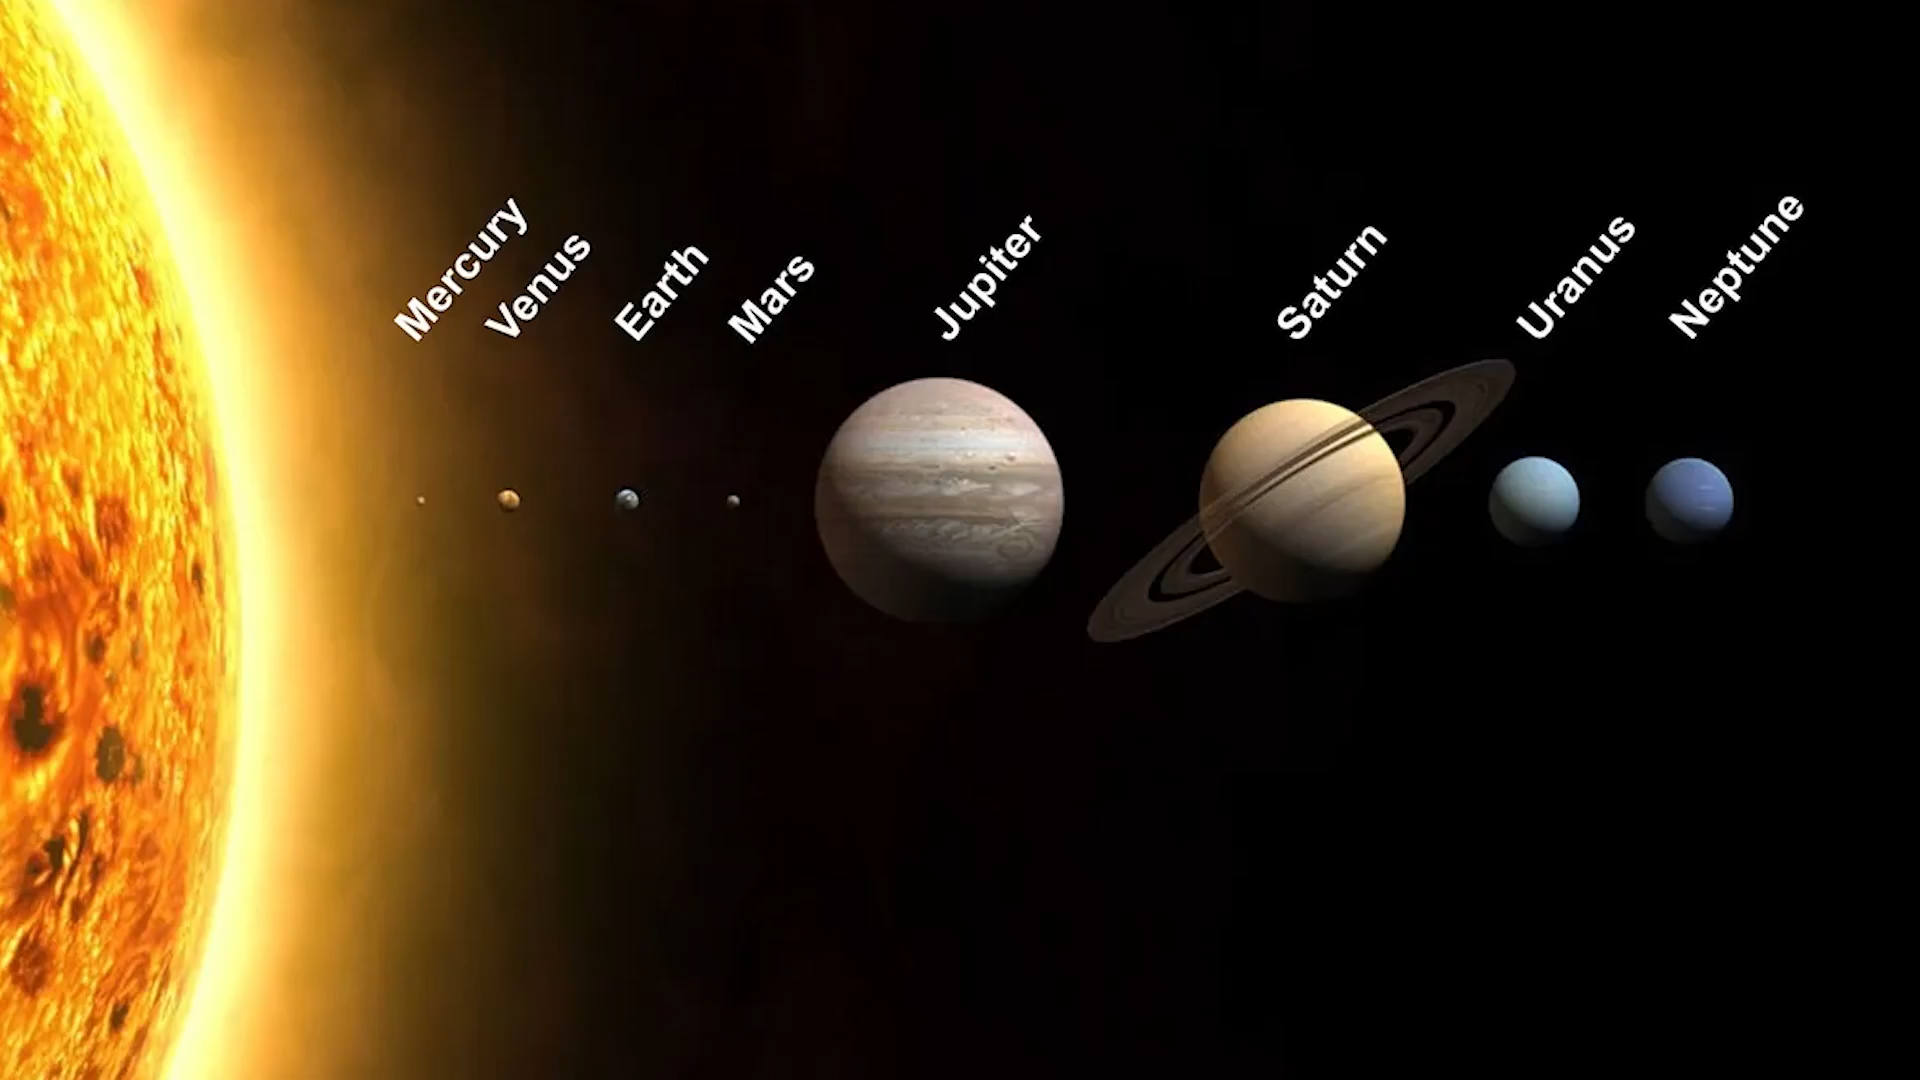 Mercury
Venus
Earth
Mars
Jupiter
Saturn
Uranus
Neptune